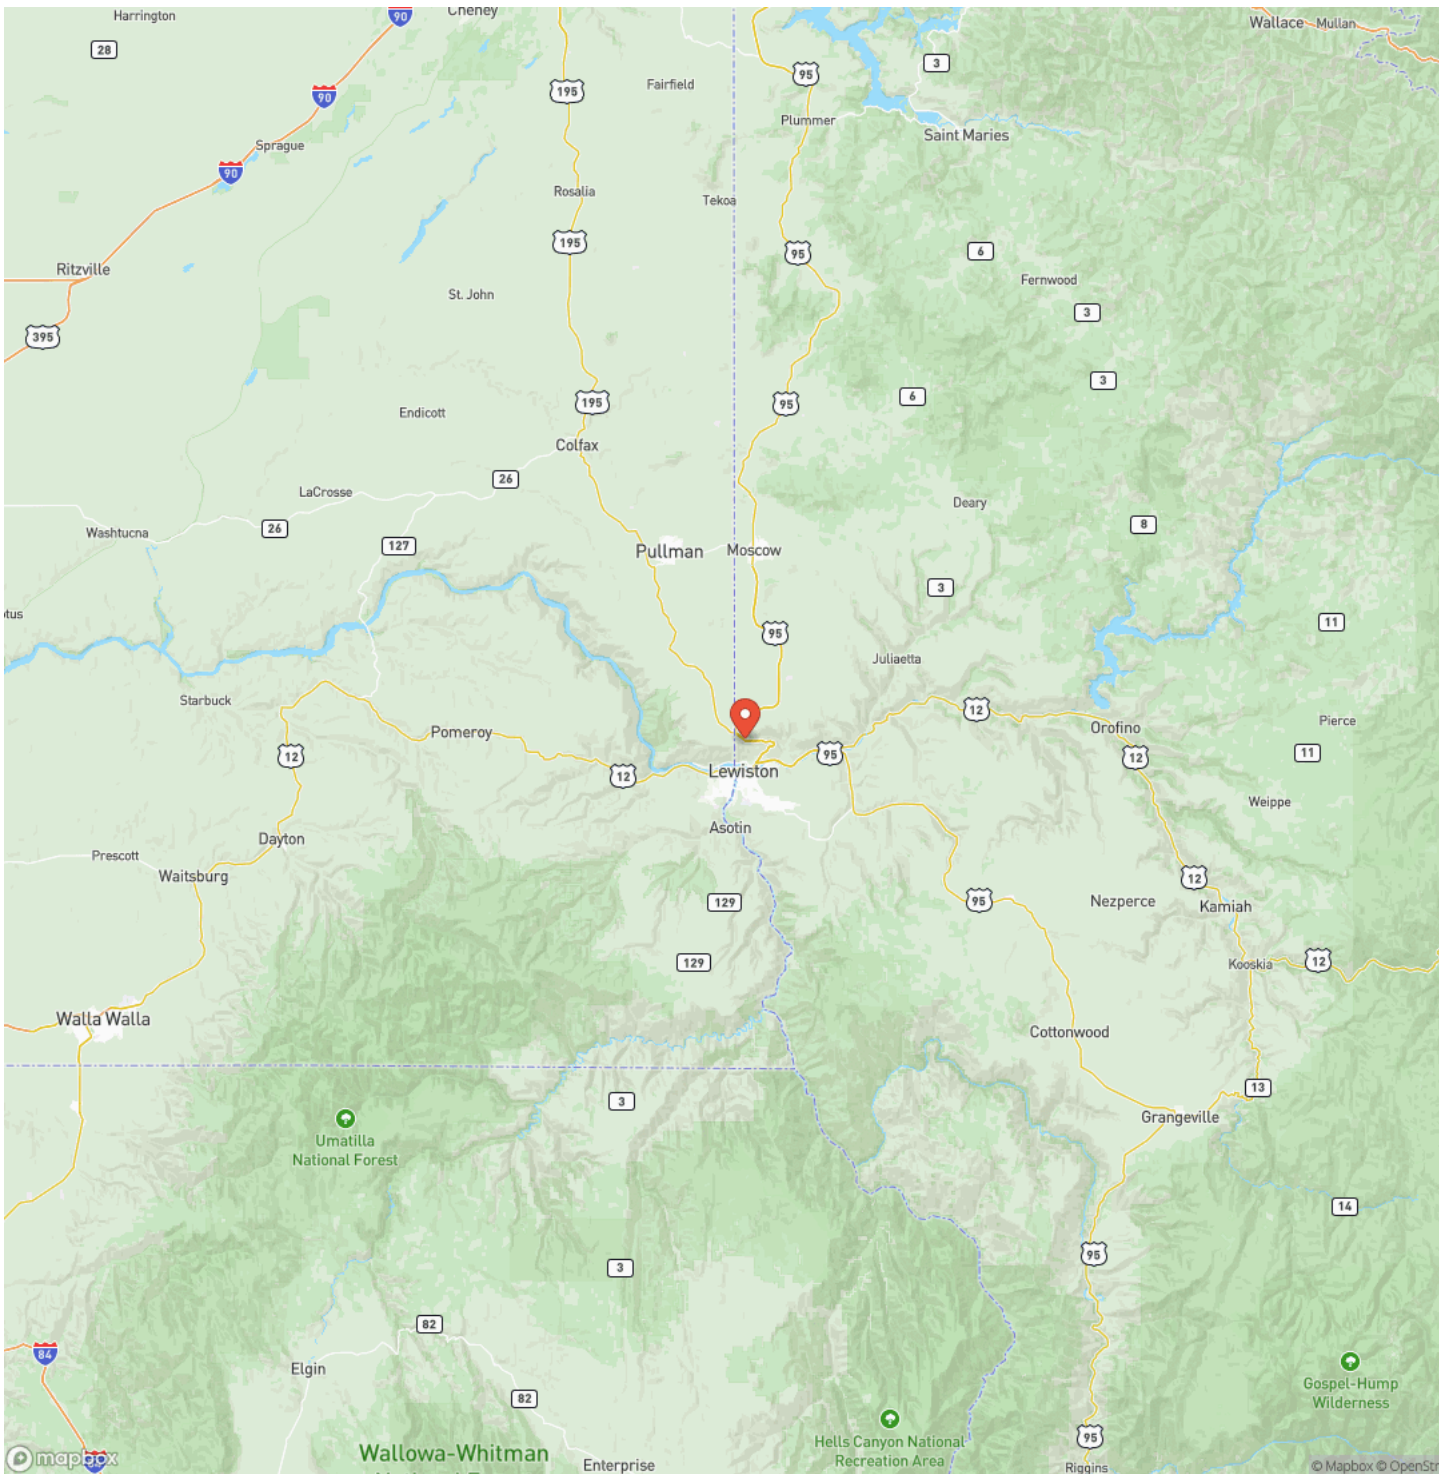 Harrington
90
Cheney
Wallace
Mullan
28
195
Fairfield
95
3
90
Plummer
Saint Maries
Sprague
90
Rosalia
Tekoa
195
95
6
Ritzville
St. John
Fernwood
3
395
195
95
6
3
Endicott
Colfax
26
LaCrosse
Deary
Washtucna
26
127
8
Pullman
Moscow
3
tus
11
95
Juliaetta
Starbuck
12
Pierce
Pomeroy
Orofino
12
12
95
12
11
Lewiston
Weippe
Asotin
Dayton
Prescott
Waitsburg
12
129
95
Nezperce
Kamiah
129
Kooskia
12
Walla Walla
Cottonwood
3
13
Grangeville
Umatilla
National Forest
14
95
3
82
84
Elgin
82
Gospel-Hump
Wilderness
Hells Canyon National
Recreation Area
95
Wallowa-Whitman
mapbox
Enterprise
Riggins
© Mapbox © OpenStr